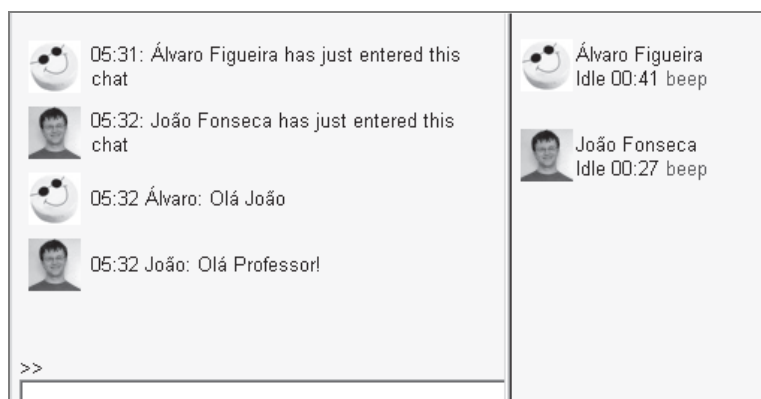 05:31: Álvaro Figueira has just entered this
chat
05:32: João Fonseca has just entered this
chat
05:32 Álvaro: Olá João
05:32 João: Olá Professor!
>>
Álvaro Figueira
Idle 00:41 beep
João Fonseca
Idle 00:27 beep